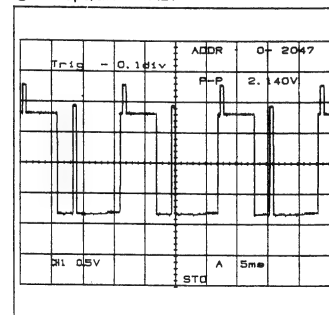 ADDR 0- 2047
Trig - 0.1div
P-P 2.140V
CH1 0.5V A 5ms
STO